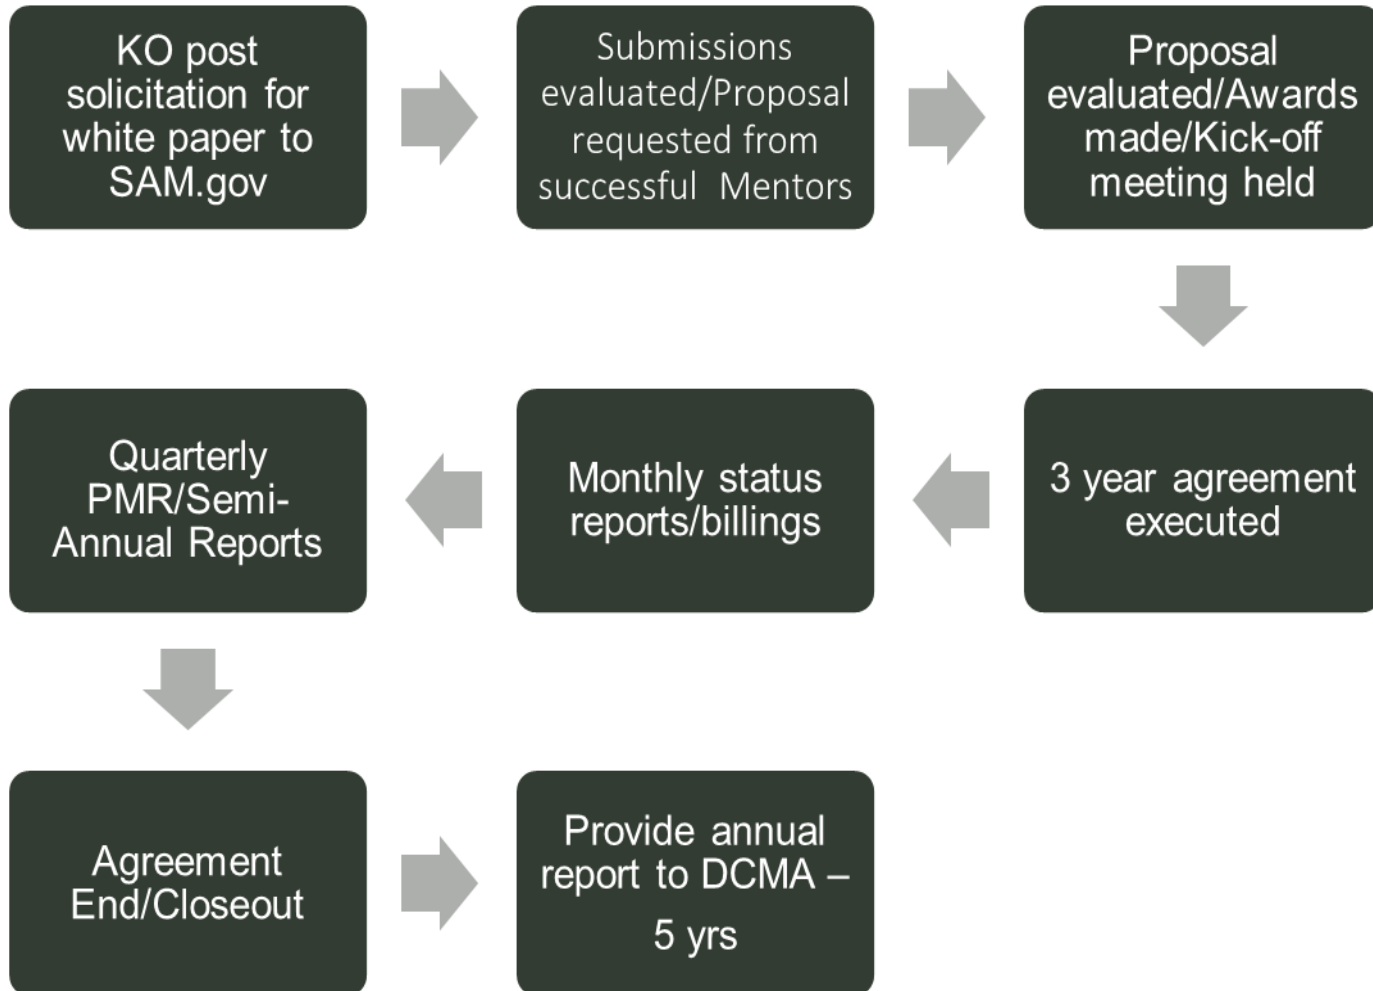 KO post
solicitation for
white paper to
SAM.gov
Submissions
evaluated/Proposal
requested from
successful Mentors
Proposal
evaluated/Awards
made/Kick-off
meeting held
3 year agreement
executed
Monthly status
reports/billings
Quarterly
PMR/Semi-
Annual Reports
Agreement
End/Closeout
Provide annual
report to DCMA –
5 yrs